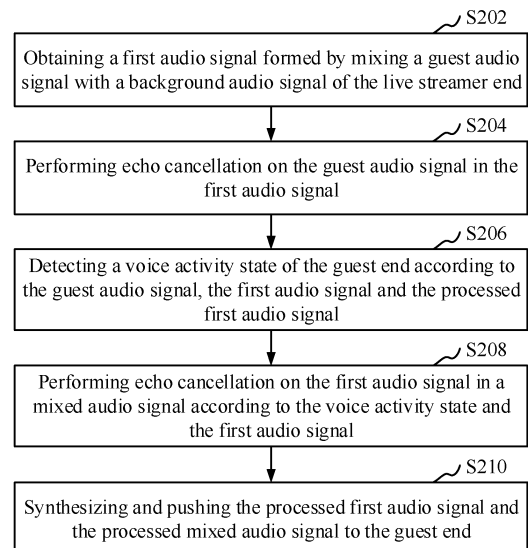 S202
Obtaining a first audio signal formed by mixing a guest audio
signal with a background audio signal of the live streamer end
S204
Performing echo cancellation on the guest audio signal in the
first audio signal
S206
Detecting a voice activity state of the guest end according to
the guest audio signal, the first audio signal and the processed
first audio signal
S208
Performing echo cancellation on the first audio signal in a
mixed audio signal according to the voice activity state and
the first audio signal
S210
Synthesizing and pushing the processed first audio signal and
the processed mixed audio signal to the guest end